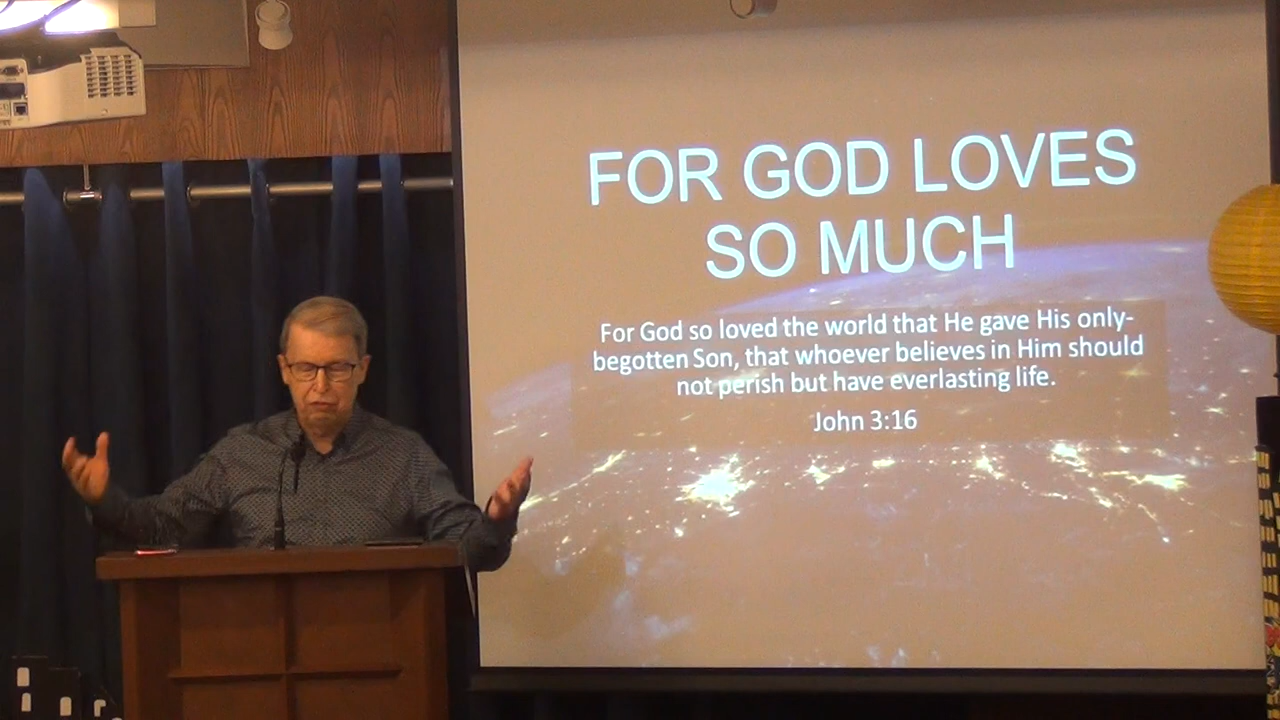 FOR GOD LOVES
SO MUCH
For God so loved the world that He gave His only-
begotten Son, that whoever believes in Him should
not perish but have everlasting life.
John 3:16